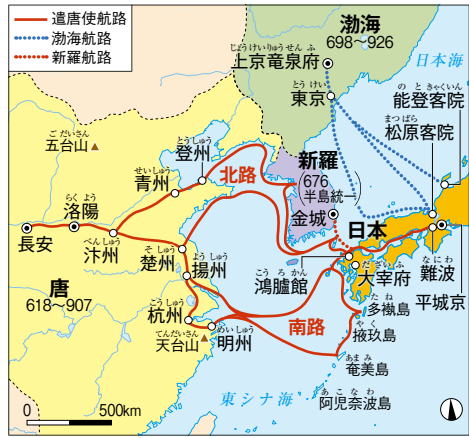 遣唐使航路
渤海航路
新羅航路
渤海
698～926
じょうけいりゅうせんふ
上京竜泉府
とうけい
東京
日本海
のときゃくいん
能登客院
まつばら
松原客院
ごだいさん
五台山
とうしゅう
登州
せいしゅう
青州
北路
新羅
(676
半島統一)
金城
らくよう
洛陽
長安
べんしゅう
汴州
そしゅう
楚州
ようしゅう
揚州
日本
こうろかん
鴻臚館
だざいふ
大宰府
難波
平城京
唐
618～907
こうしゅう
杭州
てんだいさん
天台山
めいしゅう
明州
南路
たね
多褹島
やく
掖玖島
あまみ
奄美島
あこなわ
阿児奈波島
東シナ海
0 500km